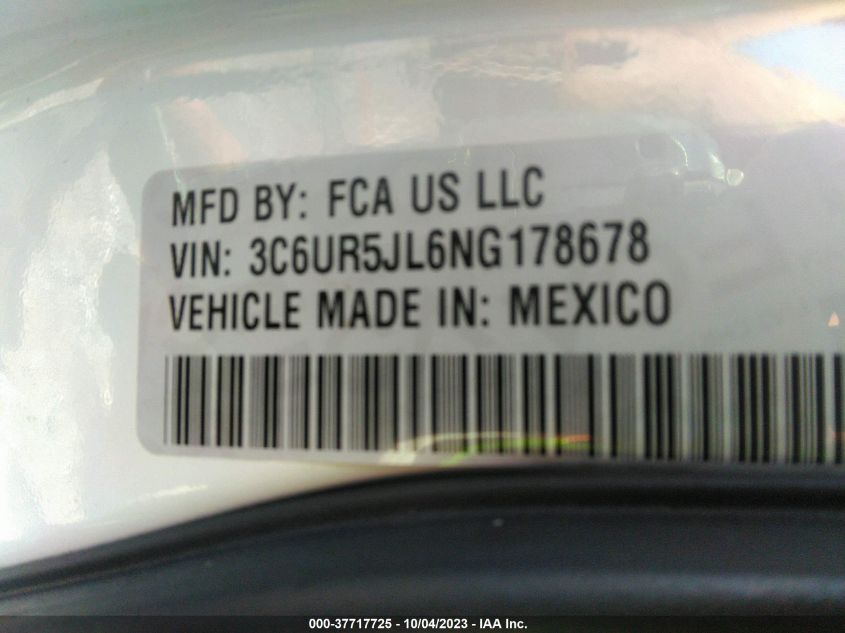 MFD BY: FCA US LLC
VIN: 3C6UR5JL6NG178678
VEHICLE MADE IN: MEXICO
000-37717725 - 10/04/2023 - IAA Inc.